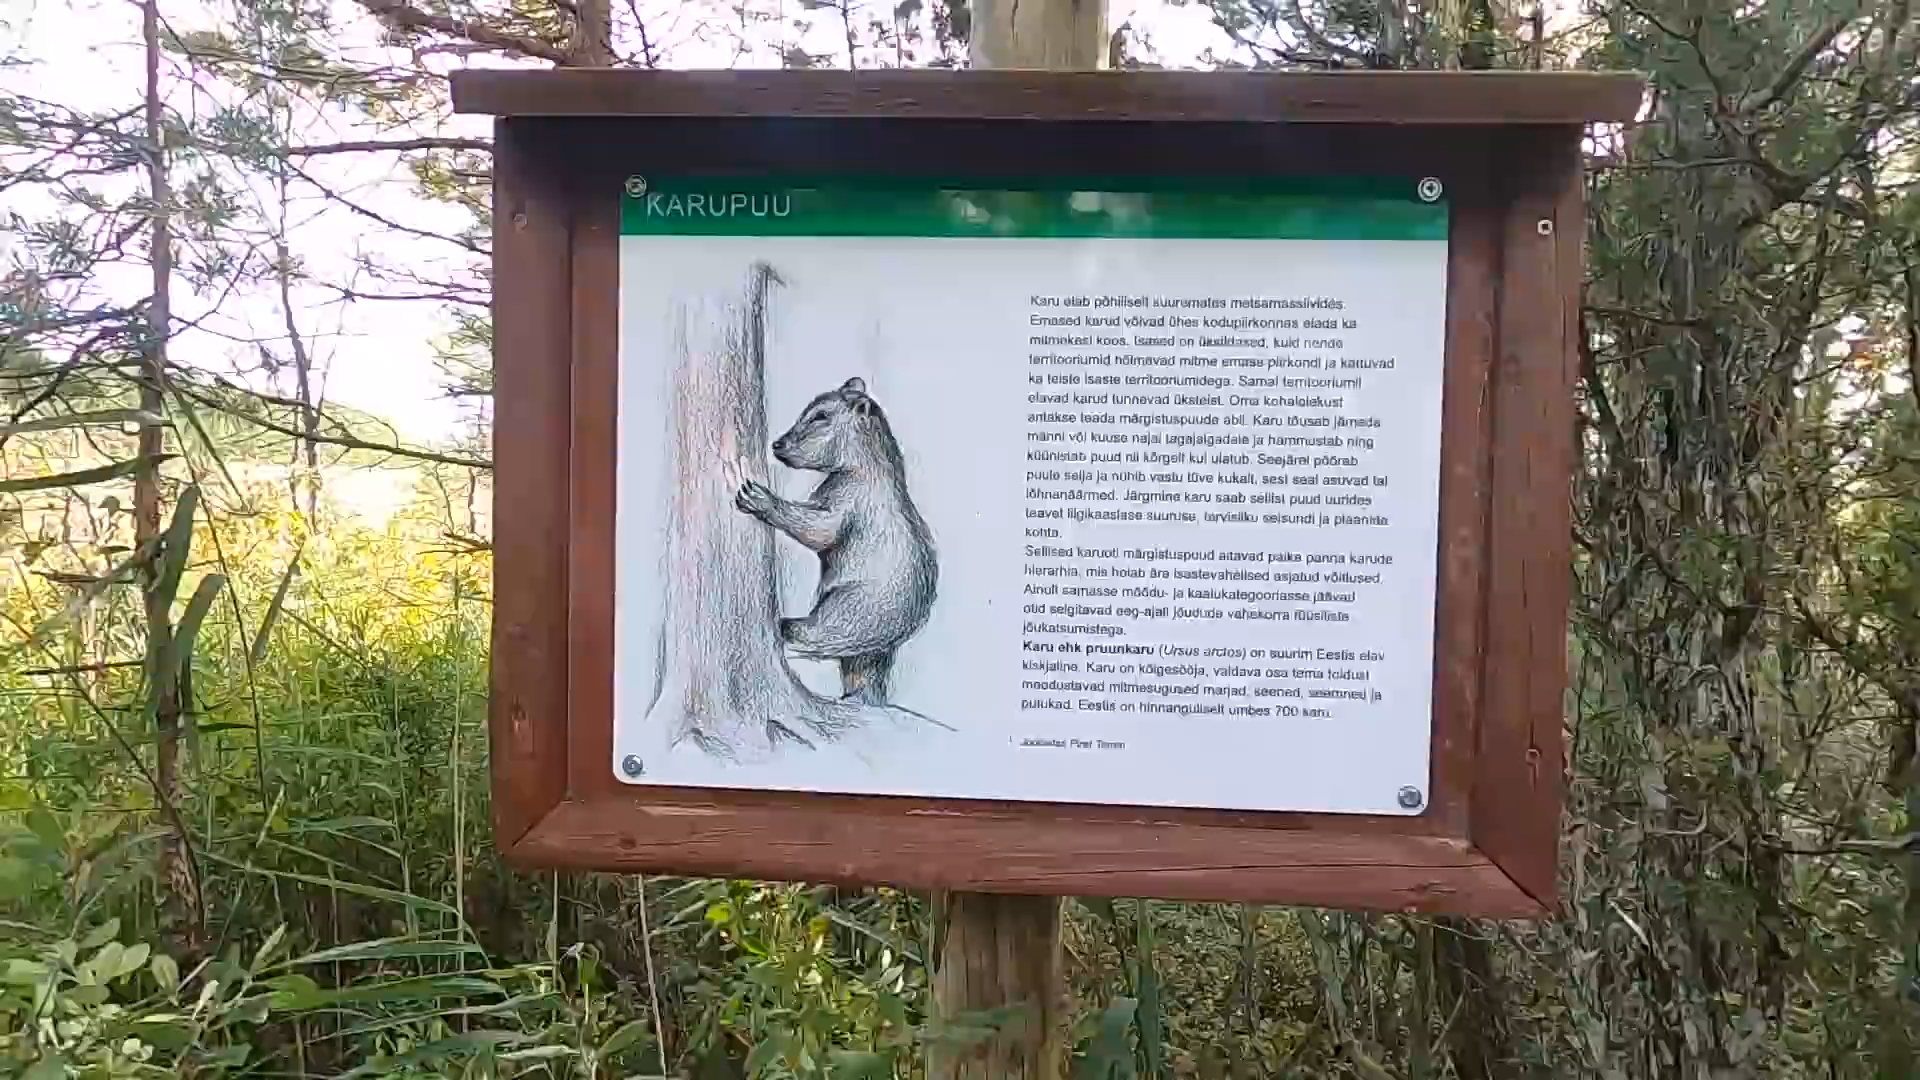 KARUPUU
Karu elab põhiliselt suuremates metsamassiivides.
Emased karud võivad ühes kodupiirkonnas elada ka
mitmekesi koos. Isased on üksildased, kuid nende
territooriumid hõlmavad mitme emase piirkondi ja kattuvad
ka teiste isaste territooriumidega. Samal territooriumil
elavad karud tunnevad üksteist. Oma kohalolekust
antakse teada märgistuspuude abil. Karu tõuseb jämeda
männi või kuuse najal tagajalgadele ja hammustab ning
küünistab puud nii kõrgelt kui ulatub. Seejärel pöörab
puule selja ja nühib vastu tüve kukalt, sest seal asuvad tal
lõhnanäärmed. Järgmine karu saab sellist puud uurides
teavet liigikaaslase suuruse, tervisliku seisundi ja plaanide
kohta.
Sellised karuoti märgistuspuud aitavad paika panna karude
hierarhia, mis hoiab ära isastevahelised asjatud võitlused.
Ainult samasse mõõdu- ja kaalukategooriasse jäävad
otid selgitavad eeg-ajalt jõudude vahekorra füüsiliste
jõukatsumistega.
Karu ehk pruunkaru (Ursus arctos) on suurim Eestis elav
kiskjaline. Karu on kõigesööja, valdava osa tema toidust
moodustavad mitmesugused marjad, seened, seemned ja
putukad. Eestis on hinnanguliselt umbes 700 karu.
Joonistas Piret